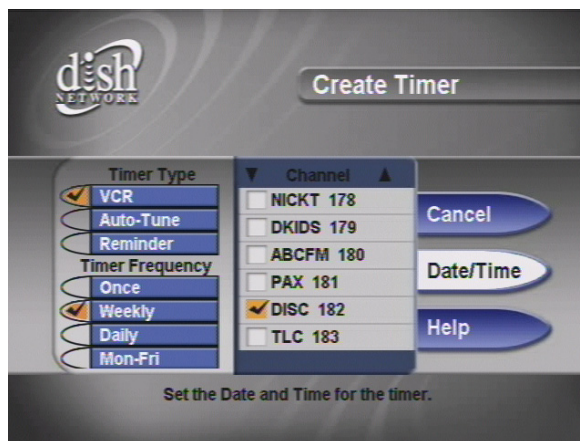 dish
NETWORK
Create Timer
Timer Type
VCR
Auto-Tune
Reminder
Timer Frequency
Once
Weekly
Daily
Mon-Fri
Channel
NICKT 178
DKIDS 179
ABCFM 180
PAX 181
DISC 182
TLC 183
Cancel
Date/Time
Help
Set the Date and Time for the timer.